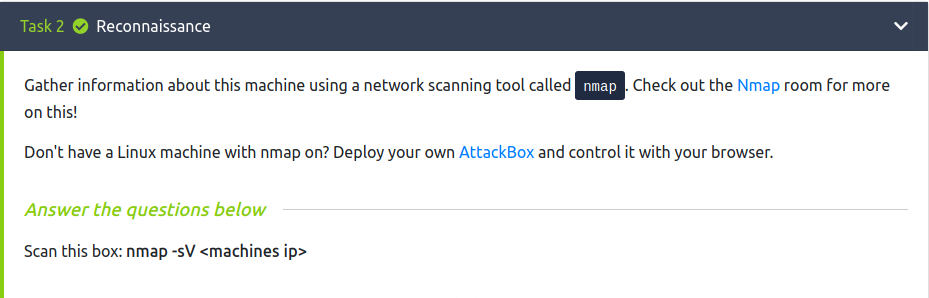 Task 2 Reconnaissance
Gather information about this machine using a network scanning tool called nmap. Check out the Nmap room for more
on this!
Don't have a Linux machine with nmap on? Deploy your own AttackBox and control it with your browser.
Answer the questions below
Scan this box: nmap -sV <machines ip>